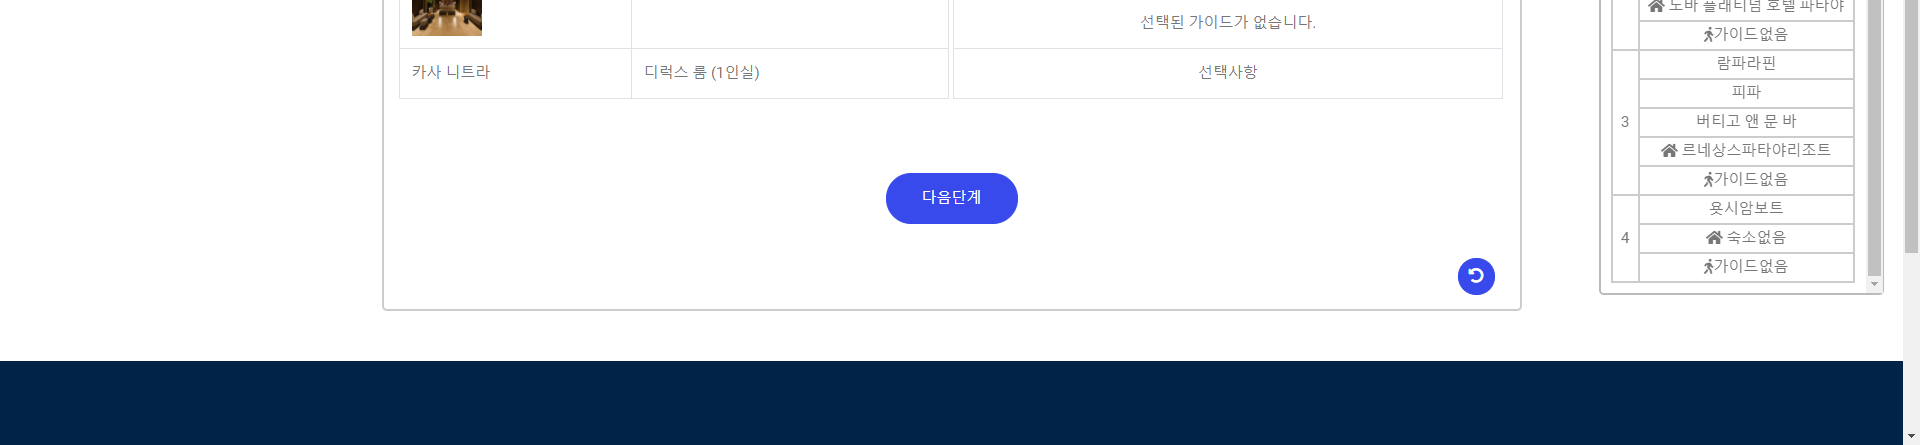 선택된 가이드가 없습니다.
카사 니트라
디럭스 룸 (1인실)
선택사항
다음단계
노바 플래티넘 호텔 파타야
가이드없음
3
람파라핀
피파
버티고 앤 문 바
르네상스파타야리조트
가이드없음
4
욧시암보트
숙소없음
가이드없음